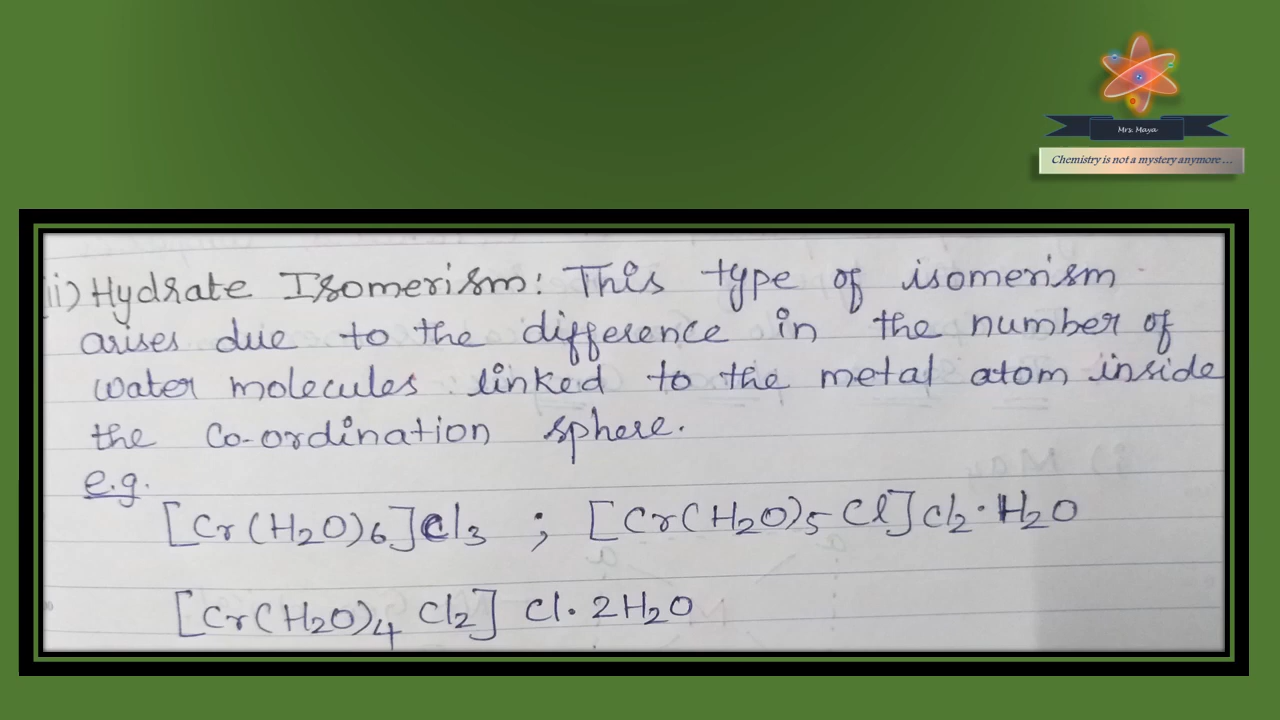 Mrs. Maya
Chemistry is not a mystery anymore ...
ii) Hydrate Isomerism: This type of isomerism
arises due to the difference in the number of
water molecules linked to the metal atom inside
the co-ordination sphere.
e.g.
[Cr(H2O)6]Cl3 ; [Cr(H2O)5 Cl]Cl2·H2O
[Cr(H2O)4 Cl2] Cl·2H2O